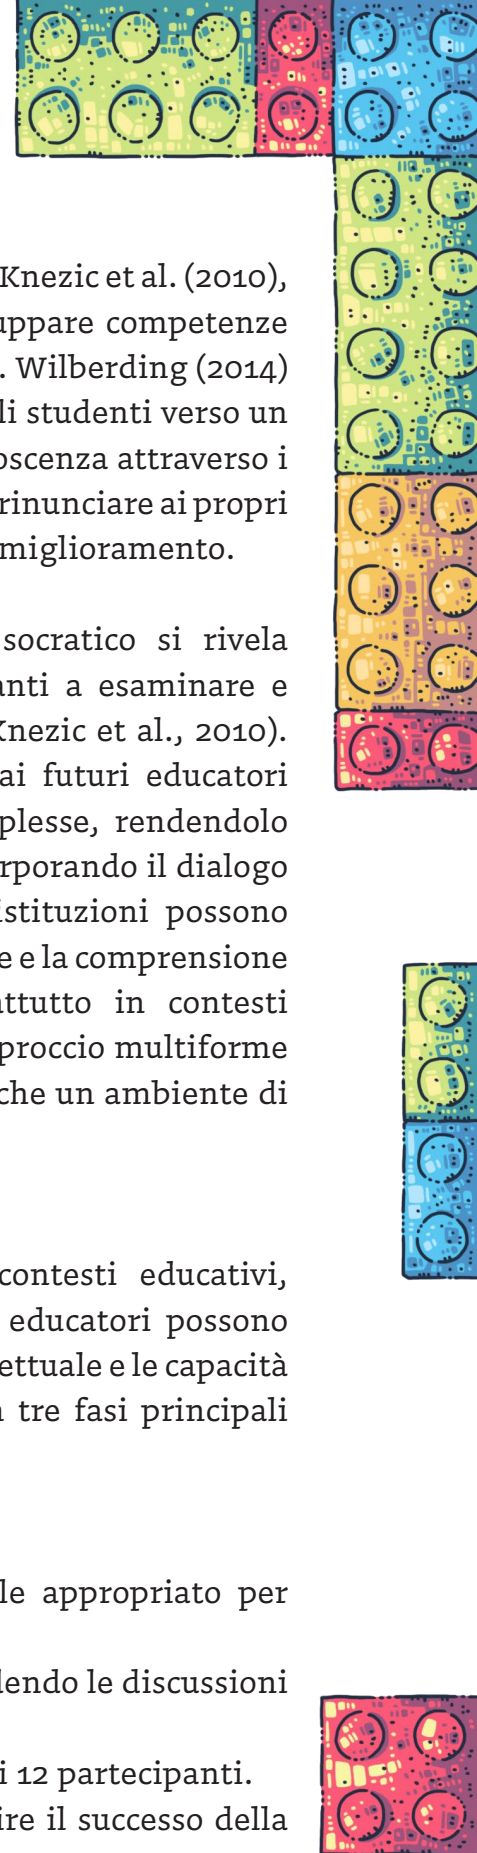 Knezic et al. (2010),
uppare competenze
. Wilberding (2014)
li studenti verso un
oscenza attraverso i
rinunciare ai propri
miglioramento.
socratico si rivela
anti a esaminare e
Knezic et al., 2010).
ai futuri educatori
plesse, rendendolo
rporando il dialogo
istituzioni possono
e e la comprensione
attutto in contesti
proccio multiforme
che un ambiente di
contesti educativi,
educatori possono
ettuale e le capacità
n tre fasi principali
le appropriato per
dendo le discussioni
i 12 partecipanti.
ire il successo della